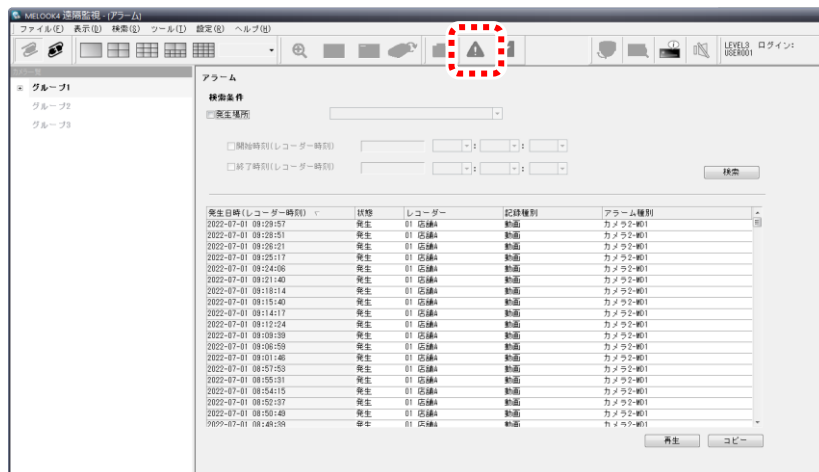 MELOOK4 遠隔監視 - (アラーム)
ファイル(F) 表示(D) 検索(S) ツール(T) 設定(R) ヘルプ(H)
LEVEL3 ログイン:
USER001
グループ1
グループ2
グループ3
アラーム
検索条件
発生場所
開始時刻(レコーダー時刻) : :
終了時刻(レコーダー時刻) : :
検索
発生日時(レコーダー時刻) 状態 レコーダー 記録種別 アラーム種別
2022-07-01 09:29:57 発生 01 店舗A 動画 カメラ2-MD1
2022-07-01 09:28:51 発生 01 店舗A 動画 カメラ2-MD1
2022-07-01 09:26:21 発生 01 店舗A 動画 カメラ2-MD1
2022-07-01 09:25:17 発生 01 店舗A 動画 カメラ2-MD1
2022-07-01 09:24:06 発生 01 店舗A 動画 カメラ2-MD1
2022-07-01 09:21:40 発生 01 店舗A 動画 カメラ2-MD1
2022-07-01 09:18:14 発生 01 店舗A 動画 カメラ2-MD1
2022-07-01 09:15:40 発生 01 店舗A 動画 カメラ2-MD1
2022-07-01 09:14:17 発生 01 店舗A 動画 カメラ2-MD1
2022-07-01 09:12:24 発生 01 店舗A 動画 カメラ2-MD1
2022-07-01 09:09:39 発生 01 店舗A 動画 カメラ2-MD1
2022-07-01 09:06:59 発生 01 店舗A 動画 カメラ2-MD1
2022-07-01 09:01:46 発生 01 店舗A 動画 カメラ2-MD1
2022-07-01 08:57:53 発生 01 店舗A 動画 カメラ2-MD1
2022-07-01 08:55:31 発生 01 店舗A 動画 カメラ2-MD1
2022-07-01 08:54:15 発生 01 店舗A 動画 カメラ2-MD1
2022-07-01 08:52:37 発生 01 店舗A 動画 カメラ2-MD1
2022-07-01 08:50:49 発生 01 店舗A 動画 カメラ2-MD1
2022-07-01 08:49:39 発生 01 店舗A 動画 カメラ2-MD1
再生 コピー